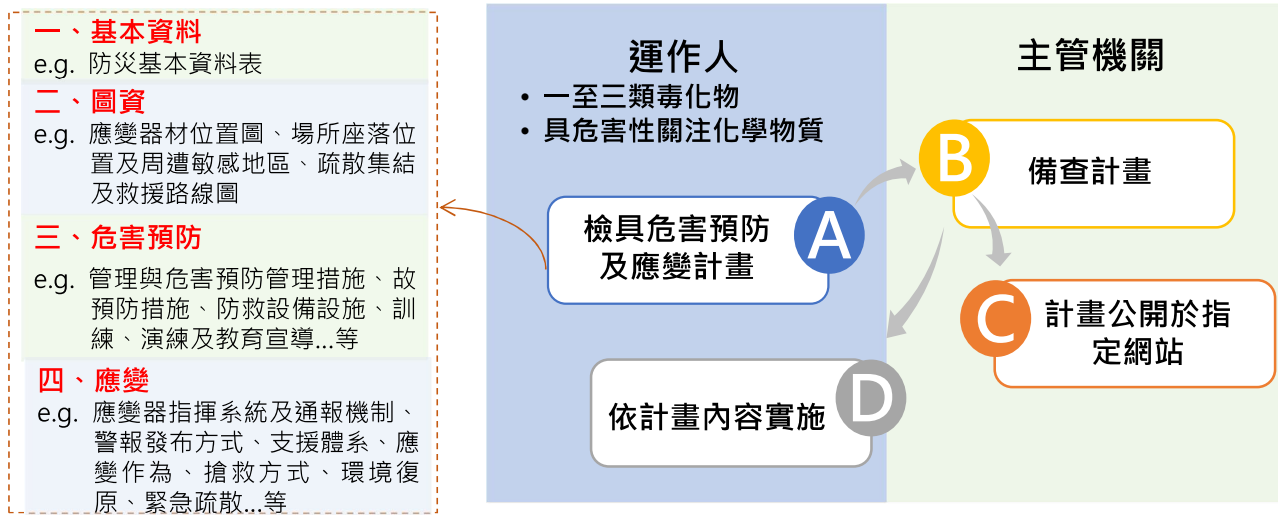 一、基本資料
e.g. 防災基本資料表
二、圖資
e.g. 應變器材位置圖、場所座落位
置及周遭敏感地區、疏散集結
及救援路線圖
三、危害預防
e.g. 管理與危害預防管理措施、故
預防措施、防救設備設施、訓
練、演練及教育宣導...等
四、應變
e.g. 應變器指揮系統及通報機制、
警報發布方式、支援體系、應
變作為、搶救方式、環境復
原、緊急疏散...等
運作人
• 一至三類毒化物
• 具危害性關注化學物質
檢具危害預防
及應變計畫
A
依計畫內容實施
D
主管機關
B
備查計畫
C
計畫公開於指
定網站